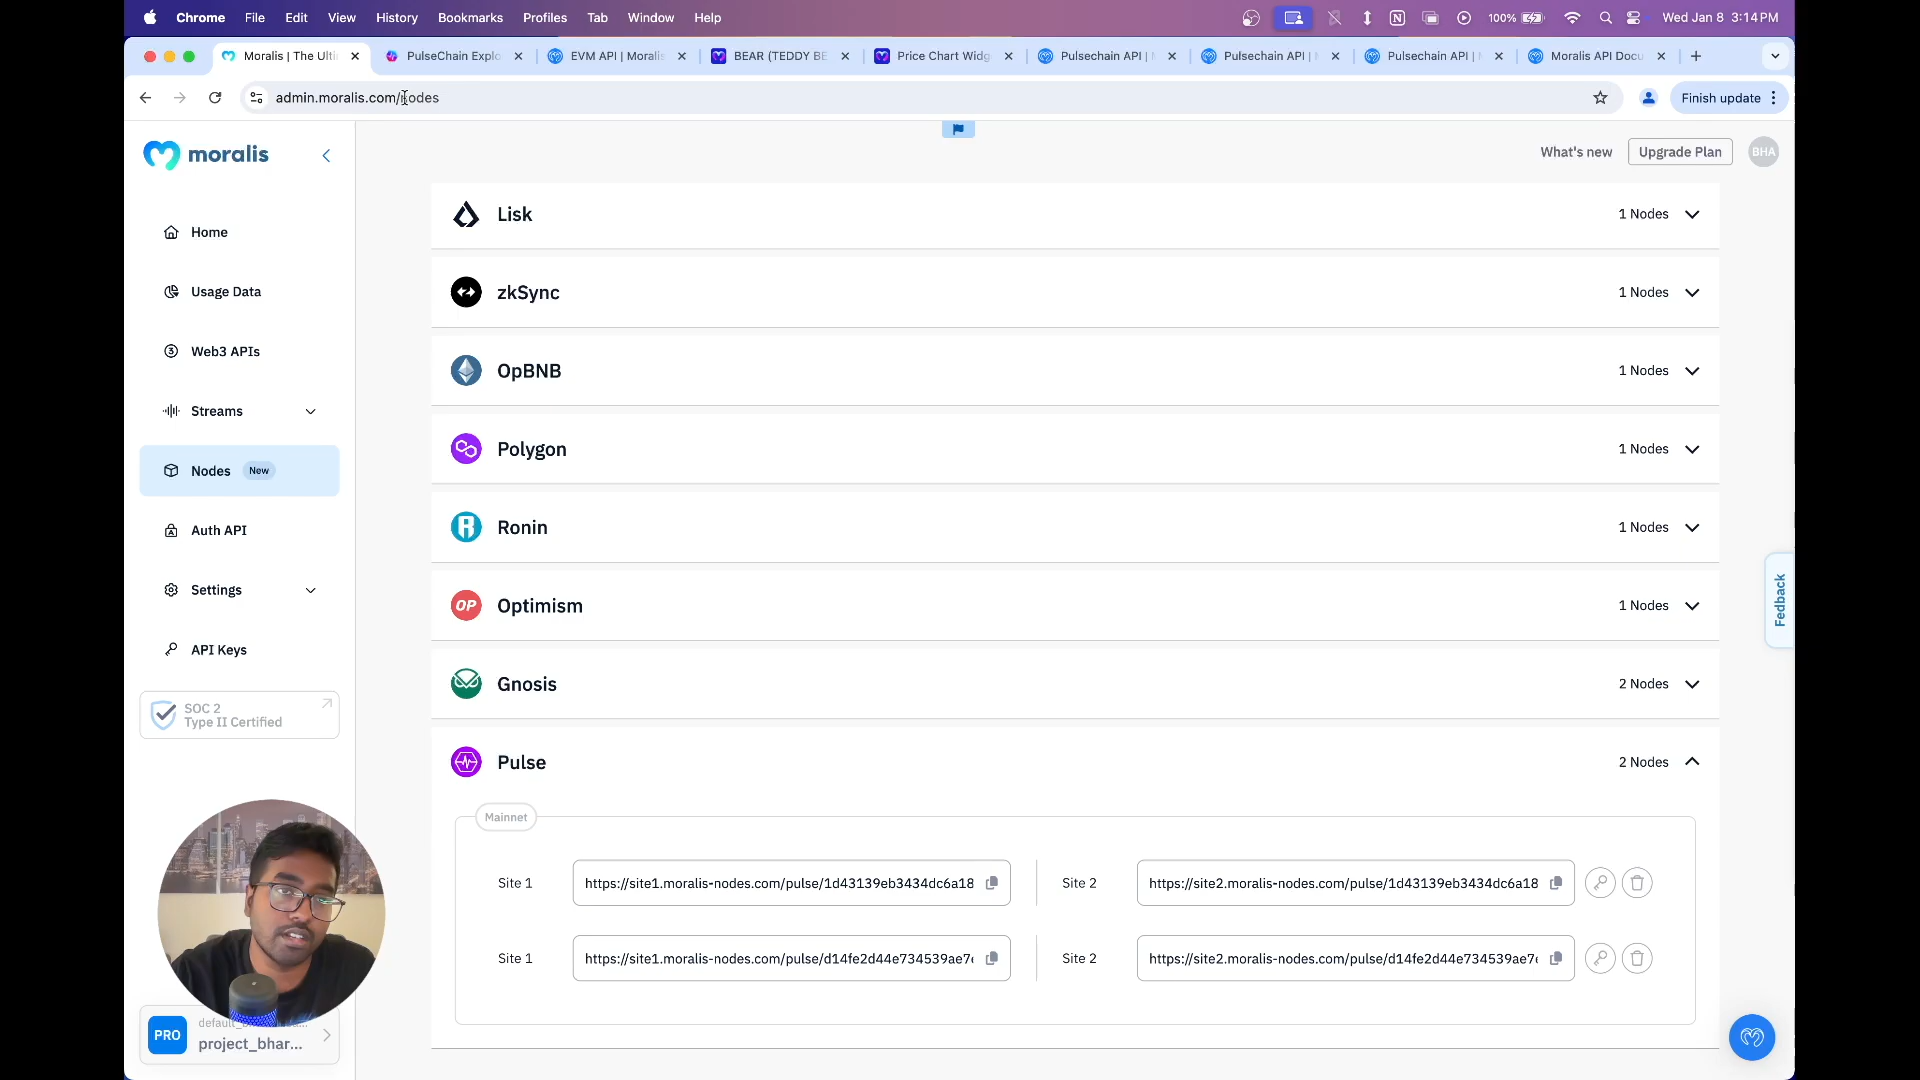 Chrome File Edit View History Bookmarks Profiles Tab Window Help
100% Wed Jan 8 3:14 PM
Moralis | The Ulti
PulseChain Explo
EVM API | Moralis
BEAR (TEDDY BE
Price Chart Widg
Pulsechain API |
Pulsechain API |
Pulsechain API |
Moralis API Docu
admin.moralis.com/nodes
Finish update
moralis
What's new
Upgrade Plan
BHA
Home
Usage Data
Web3 APIs
Streams
Nodes New
Auth API
Settings
API Keys
SOC 2
Type II Certified
PRO
project_bhar...
Lisk 1 Nodes
zkSync 1 Nodes
OpBNB 1 Nodes
Polygon 1 Nodes
Ronin 1 Nodes
OP Optimism 1 Nodes
Gnosis 2 Nodes
Pulse 2 Nodes
Mainnet
Site 1 https://site1.moralis-nodes.com/pulse/1d43139eb3434dc6a18 Site 2 https://site2.moralis-nodes.com/pulse/1d43139eb3434dc6a18
Site 1 https://site1.moralis-nodes.com/pulse/d14fe2d44e734539ae7 Site 2 https://site2.moralis-nodes.com/pulse/d14fe2d44e734539ae7
Feedback